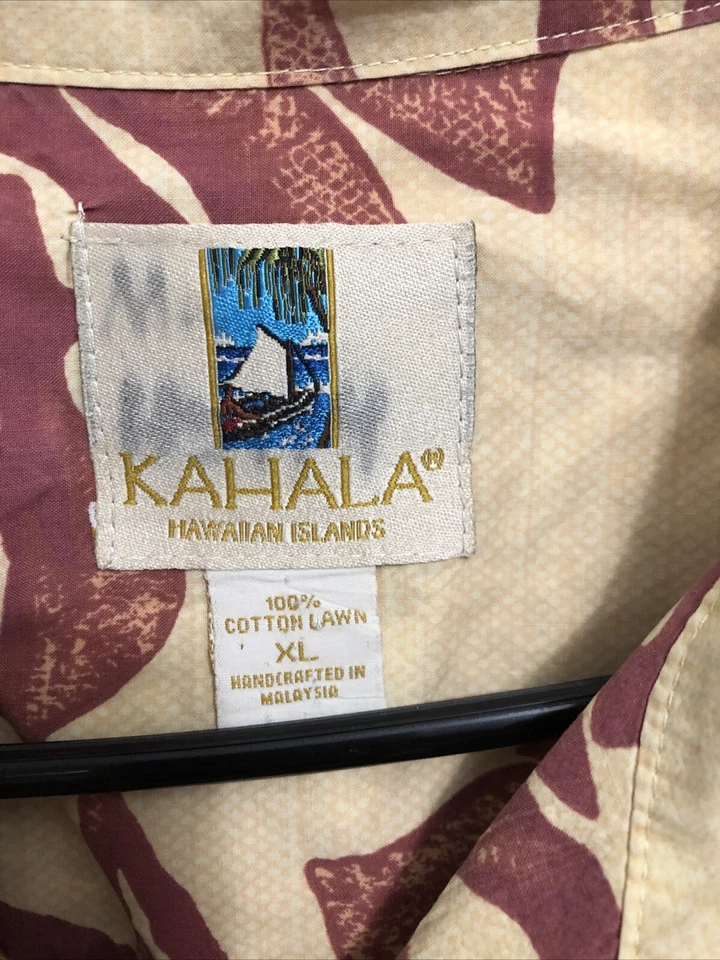 KAHALA®
HAWAIIAN ISLANDS
100%
COTTON LAWN
XL
HANDCRAFTED IN
MALAYSIA